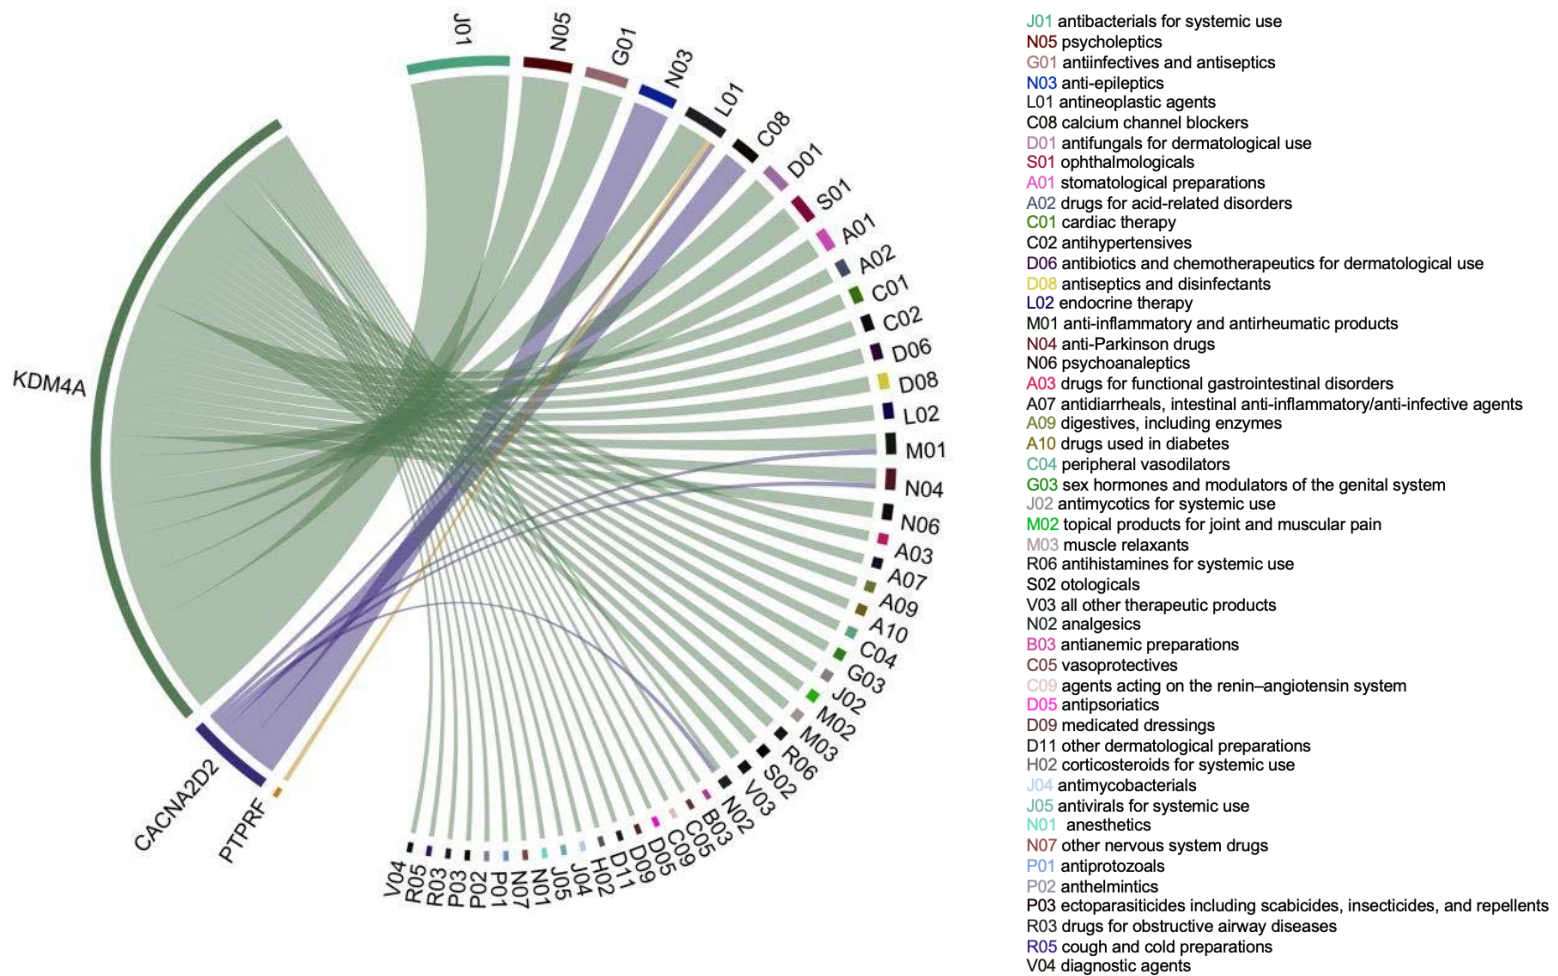 J01
N05
G01
N03
L01
C08
D01
S01
A01
A02
C01
C02
D06
D08
L02
M01
N04
N06
A03
A07
A09
A10
C04
G03
J02
M02
M03
R06
S02
V03
N02
B03
C05
C09
D05
D09
D11
H02
J04
J05
N01
N07
P01
P02
P03
R03
R05
V04
KDM4A
CACNA2D2
PTPRF
J01 antibacterials for systemic use
N05 psycholeptics
G01 antiinfectives and antiseptics
N03 anti-epileptics
L01 antineoplastic agents
C08 calcium channel blockers
D01 antifungals for dermatological use
S01 ophthalmologicals
A01 stomatological preparations
A02 drugs for acid-related disorders
C01 cardiac therapy
C02 antihypertensives
D06 antibiotics and chemotherapeutics for dermatological use
D08 antiseptics and disinfectants
L02 endocrine therapy
M01 anti-inflammatory and antirheumatic products
N04 anti-Parkinson drugs
N06 psychoanaleptics
A03 drugs for functional gastrointestinal disorders
A07 antidiarrheals, intestinal anti-inflammatory/anti-infective agents
A09 digestives, including enzymes
A10 drugs used in diabetes
C04 peripheral vasodilators
G03 sex hormones and modulators of the genital system
J02 antimycotics for systemic use
M02 topical products for joint and muscular pain
M03 muscle relaxants
R06 antihistamines for systemic use
S02 otologicals
V03 all other therapeutic products
N02 analgesics
B03 antianemic preparations
C05 vasoprotectives
C09 agents acting on the renin–angiotensin system
D05 antipsoriatics
D09 medicated dressings
D11 other dermatological preparations
H02 corticosteroids for systemic use
J04 antimycobacterials
J05 antivirals for systemic use
N01 anesthetics
N07 other nervous system drugs
P01 antiprotozoals
P02 anthelmintics
P03 ectoparasiticides including scabicides, insecticides, and repellents
R03 drugs for obstructive airway diseases
R05 cough and cold preparations
V04 diagnostic agents